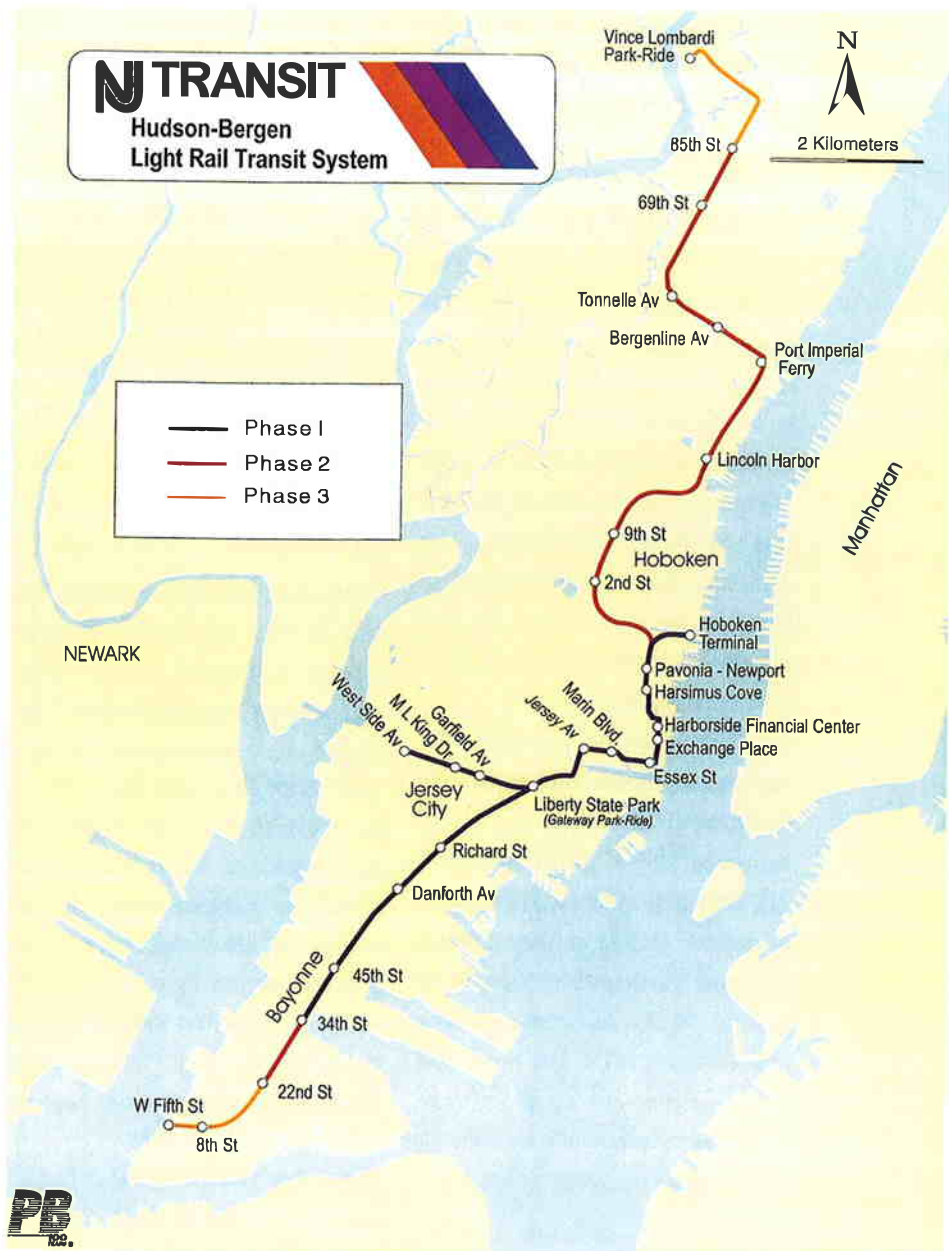 NJ TRANSIT
Hudson-Bergen
Light Rail Transit System
N
2 Kilometers
Vince Lombardi
Park-Ride
85th St
69th St
Tonnelle Av
Bergenline Av
Port Imperial
Ferry
Phase I
Phase 2
Phase 3
Lincoln Harbor
Manhattan
9th St
Hoboken
2nd St
Hoboken
Terminal
NEWARK
Pavonia - Newport
Harsimus Cove
West Side Av
M L King Dr
Garfield Av
Jersey Av
Marin Blvd.
Harborside Financial Center
Exchange Place
Essex St
Jersey
City
Liberty State Park
(Gateway Park-Ride)
Richard St
Danforth Av
Bayonne
45th St
34th St
22nd St
W Fifth St
8th St
PB